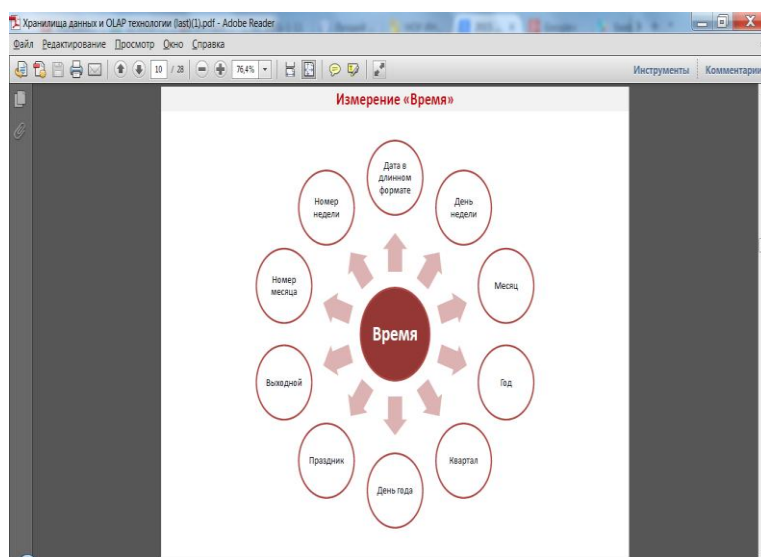 Хранилища данных и OLAP технологии (last)(1).pdf - Adobe Reader
Файл Редактирование Просмотр Окно Справка
10 / 28 76,4% Инструменты Комментарии
Измерение «Время»
Дата в
длинном
формате
День
недели
Месяц
Год
Квартал
День года
Праздник
Выходной
Номер
месяца
Номер
недели
Время